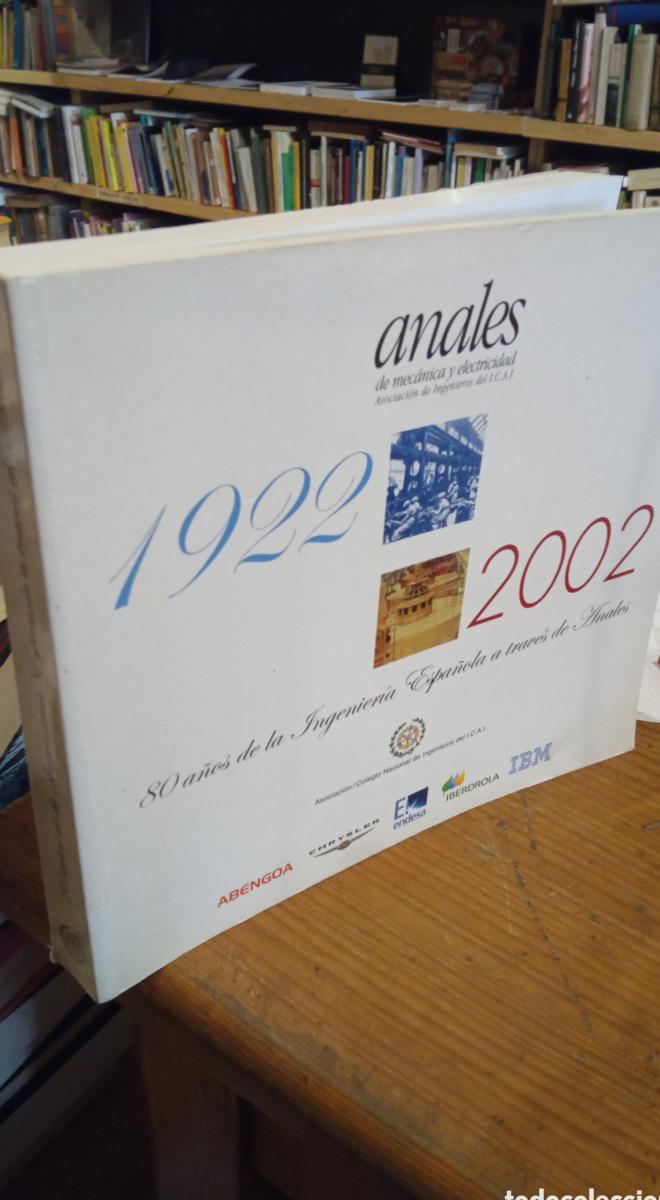 anales
de mecánica y electricidad
Asociación de Ingenieros del I.C.A.I.
1922
2002
80 años de la Ingeniería Española a través de Anales
Asociación/Colegio Nacional de Ingenieros del I.C.A.I.
ABENGOA
CHRYSLER
E!
endesa
IBERDROLA
IBM